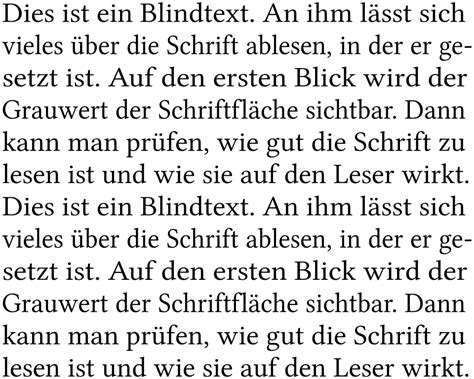 Dies ist ein Blindtext. An ihm lässt sich
vieles über die Schrift ablesen, in der er ge-
setzt ist. Auf den ersten Blick wird der
Grauwert der Schriftfläche sichtbar. Dann
kann man prüfen, wie gut die Schrift zu
lesen ist und wie sie auf den Leser wirkt.
Dies ist ein Blindtext. An ihm lässt sich
vieles über die Schrift ablesen, in der er ge-
setzt ist. Auf den ersten Blick wird der
Grauwert der Schriftfläche sichtbar. Dann
kann man prüfen, wie gut die Schrift zu
lesen ist und wie sie auf den Leser wirkt.